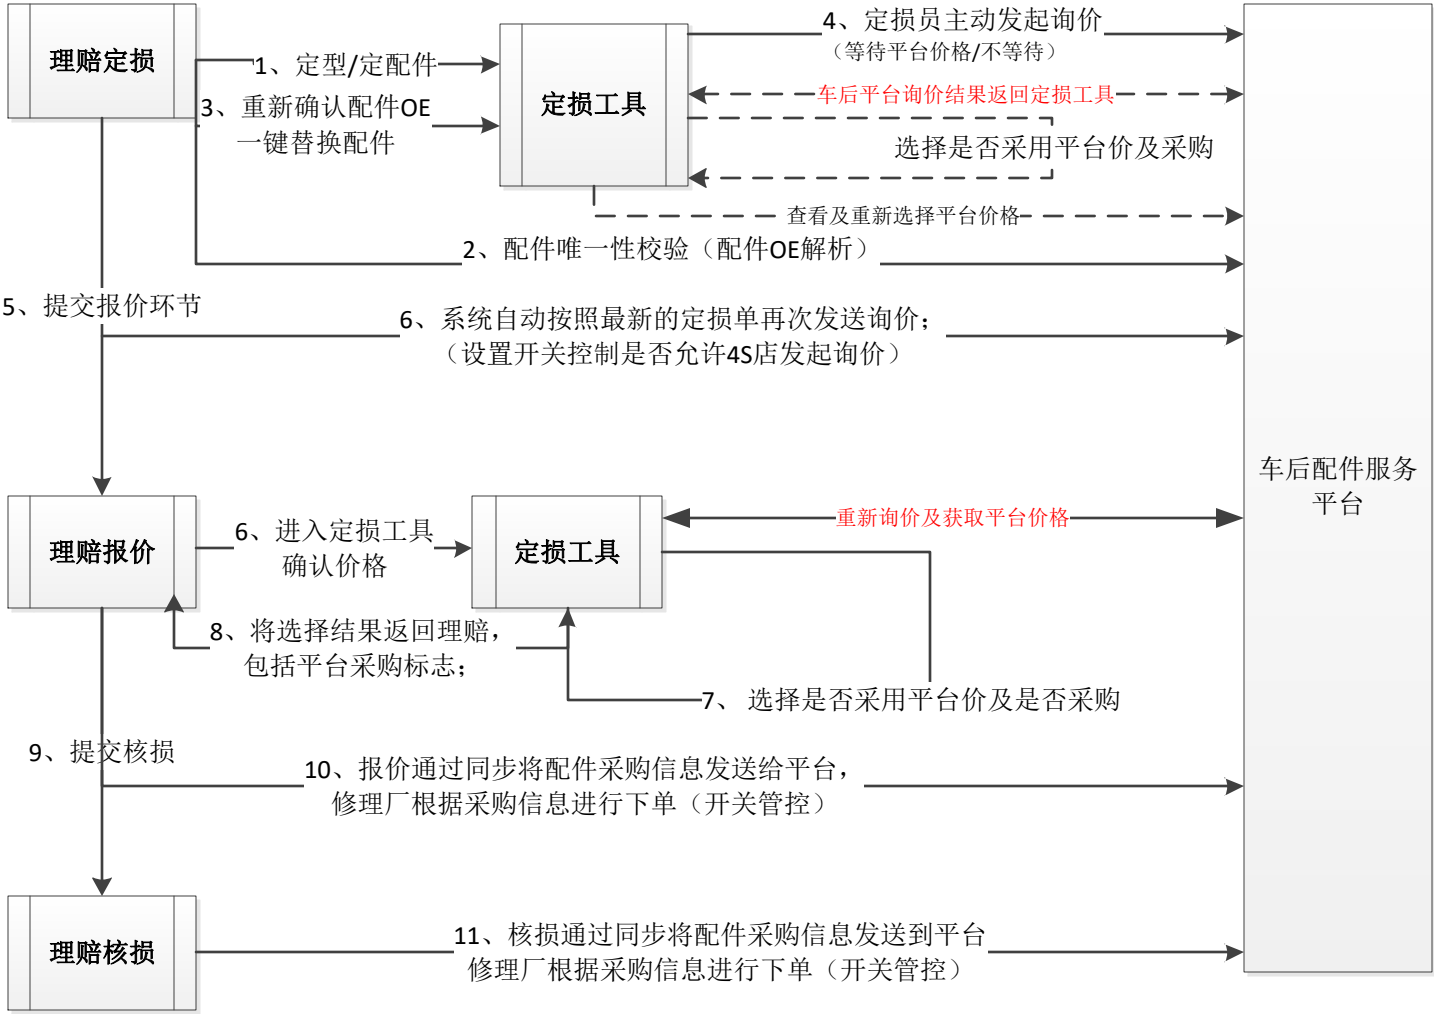 理赔定损
1、定型/定配件
3、重新确认配件OE
一键替换配件
定损工具
4、定损员主动发起询价
（等待平台价格/不等待）
车后平台询价结果返回定损工具
选择是否采用平台价及采购
查看及重新选择平台价格
2、配件唯一性校验（配件OE解析）
5、提交报价环节
6、系统自动按照最新的定损单再次发送询价；
（设置开关控制是否允许4S店发起询价）
车后配件服务
平台
理赔报价
6、进入定损工具
确认价格
定损工具
重新询价及获取平台价格
8、将选择结果返回理赔，
包括平台采购标志；
7、 选择是否采用平台价及是否采购
9、提交核损
10、报价通过同步将配件采购信息发送给平台，
修理厂根据采购信息进行下单（开关管控）
理赔核损
11、核损通过同步将配件采购信息发送到平台
修理厂根据采购信息进行下单（开关管控）